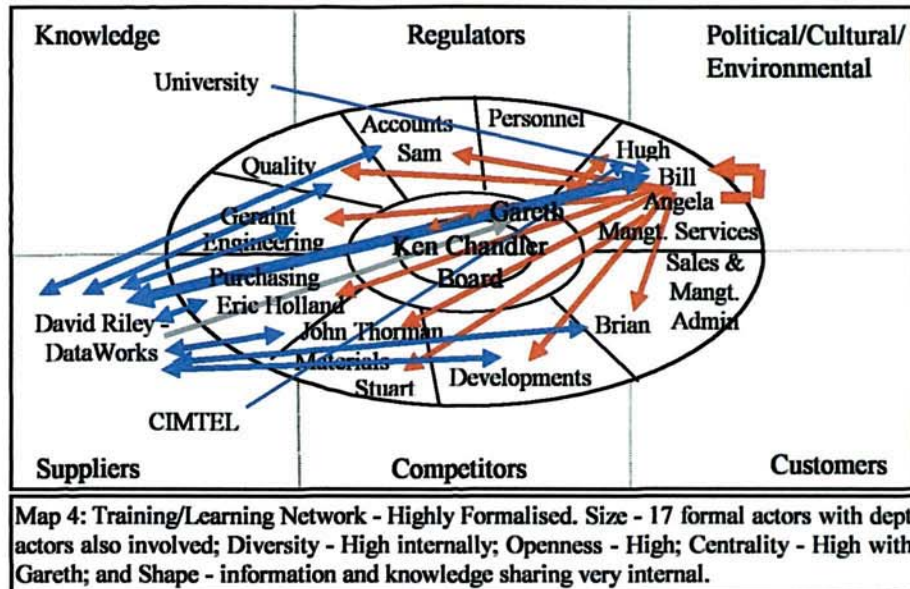 Knowledge
Regulators
Political/Cultural/
Environmental
University
Accounts
Personnel
Sam
Hugh
Quality
Bill
Angela
Geraint
Gareth
Engineering
Ken Chandler
Mangt. Services
Purchasing
Board
Sales &
Eric Holland
Mangt.
David Riley -
John Thorman
Brian
Admin
DataWorks
Materials
Stuart
Developments
CIMTEL
Suppliers
Competitors
Customers
Map 4: Training/Learning Network - Highly Formalised. Size - 17 formal actors with dept
actors also involved; Diversity - High internally; Openness - High; Centrality - High with
Gareth; and Shape - information and knowledge sharing very internal.